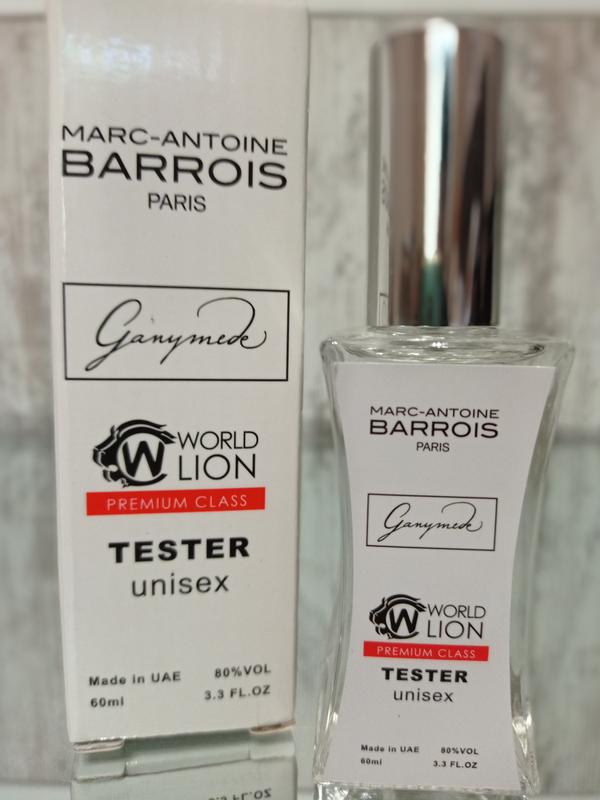 MARC-ANTOINE
BARROIS
PARIS
Ganymede
WORLD
LION
PREMIUM CLASS
TESTER
unisex
Made in UAE 80%VOL
60ml 3.3 FL.OZ
MARC-ANTOINE
BARROIS
PARIS
Ganymede
WORLD
LION
PREMIUM CLASS
TESTER
unisex
Made in UAE 80%VOL
60ml 3.3 FL.OZ